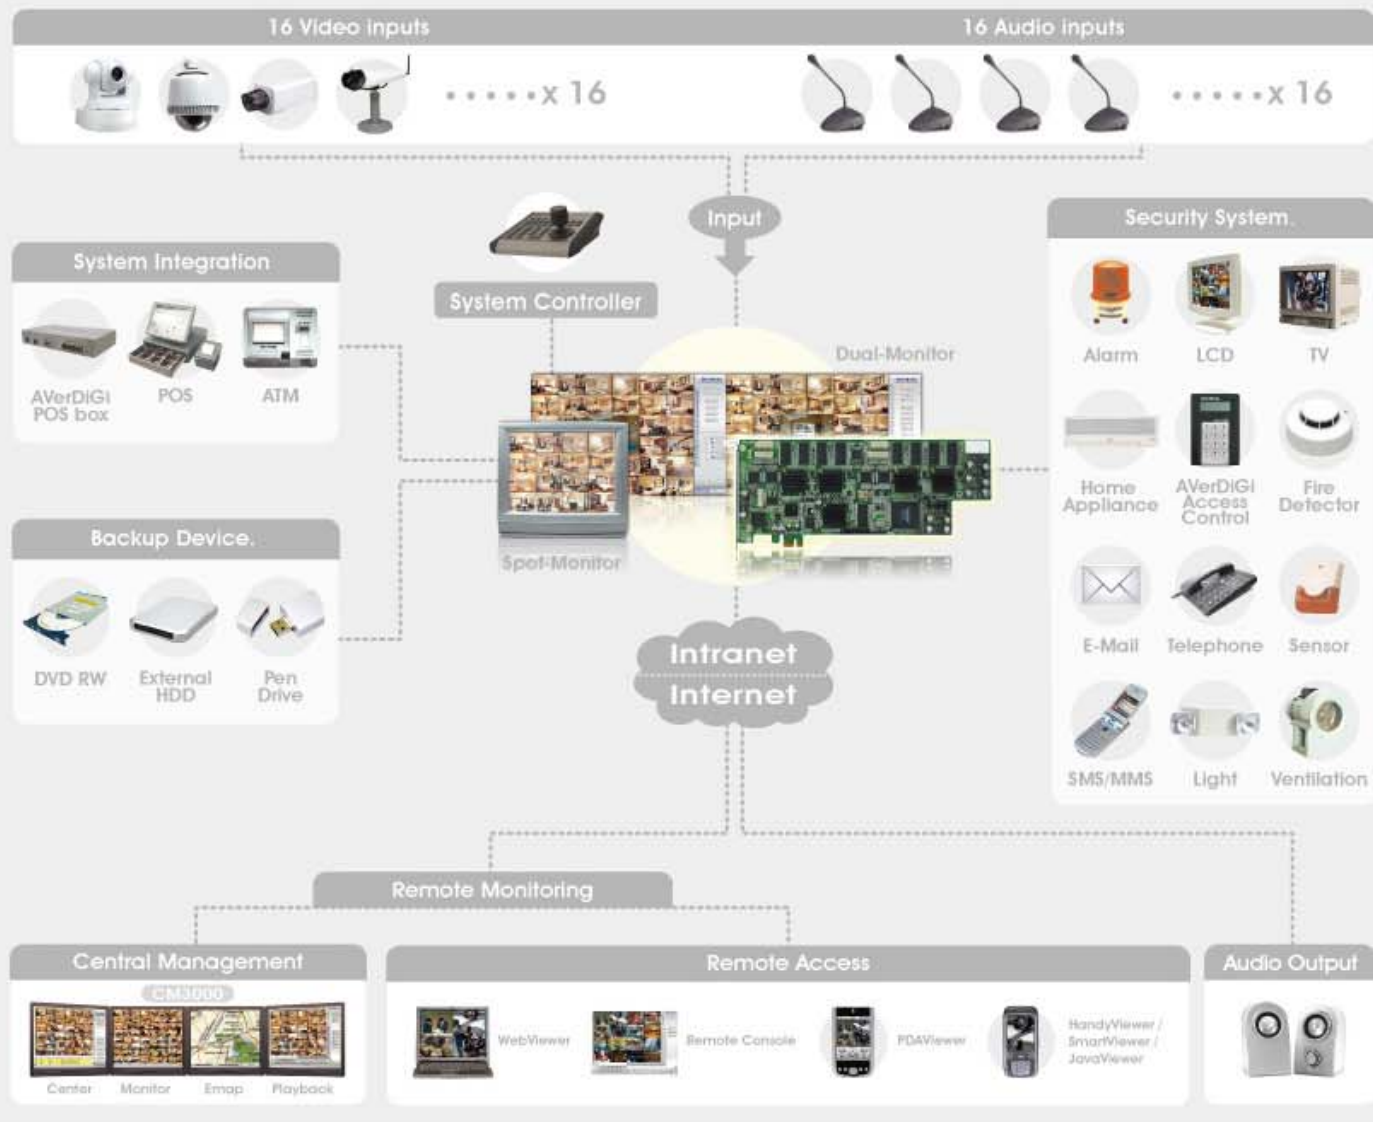 16 Video inputs
16 Audio inputs
x 16
x 16
Input
System Controller
Dual-Monitor
Spot-Monitor
System Integration
AVerDiGi
POS box
POS
ATM
Backup Device.
DVD RW
External
HDD
Pen
Drive
Security System.
Alarm
LCD
TV
Home
Appliance
AVerDiGi
Access
Control
Fire
Detector
E-Mail
Telephone
Sensor
SMS/MMS
Light
Ventilation
Intranet
Internet
Remote Monitoring
Central Management
CM3000
Center
Monitor
Emap
Playback
Remote Access
WebViewer
Remote Console
PDAViewer
HandyViewer /
SmartViewer /
JavaViewer
Audio Output